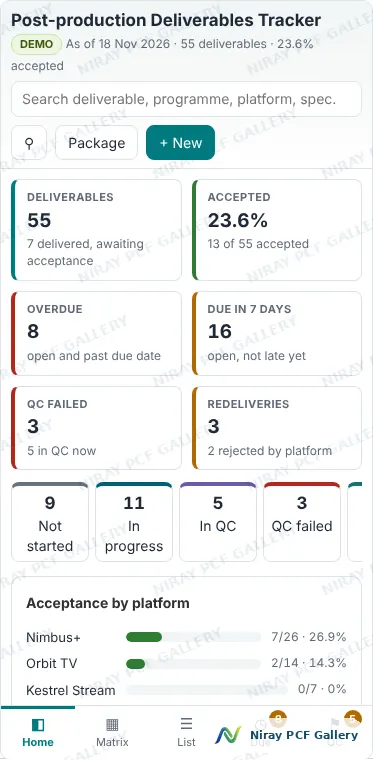 Post-production Deliverables Tracker
DEMO As of 18 Nov 2026 · 55 deliverables · 23.6%
accepted
Search deliverable, programme, platform, spec.
Package
+ New
DELIVERABLES
55
7 delivered, awaiting
acceptance
ACCEPTED
23.6%
13 of 55 accepted
OVERDUE
8
open and past due date
DUE IN 7 DAYS
16
open, not late yet
QC FAILED
3
5 in QC now
REDELIVERIES
3
2 rejected by platform
9
Not
started
11
In
progress
5
In QC
3
QC failed
Acceptance by platform
Nimbus+ 7/26 · 26.9%
Orbit TV 2/14 · 14.3%
Kestrel Stream 0/7 · 0%
Home
Matrix
List
Niray PCF Gallery
NIRAY PCF GALLERY